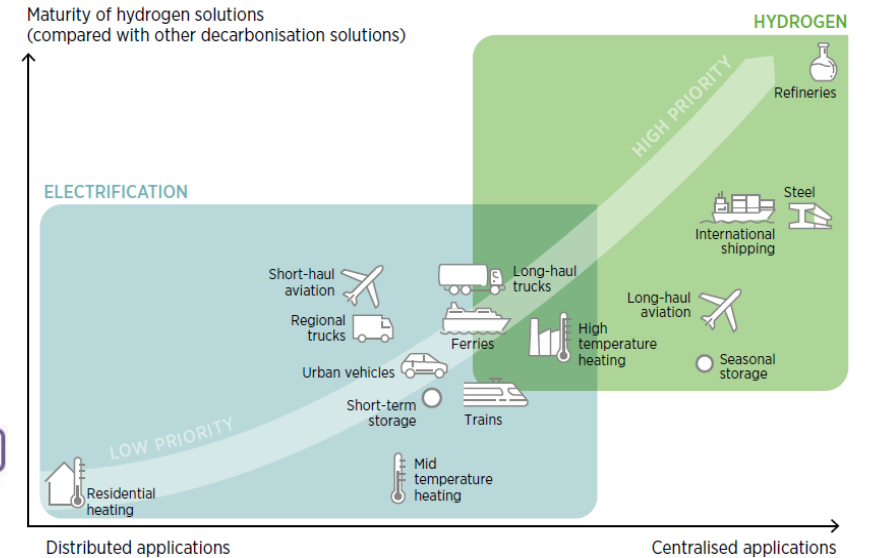 Maturity of hydrogen solutions
(compared with other decarbonisation solutions)
HYDROGEN
HIGH PRIORITY
Refineries
ELECTRIFICATION
Steel
International
shipping
Short-haul
aviation
Long-haul
trucks
Long-haul
aviation
Regional
trucks
Ferries
High
temperature
heating
Urban vehicles
Seasonal
storage
Short-term
storage
Trains
LOW PRIORITY
Mid
temperature
heating
Residential
heating
Distributed applications
Centralised applications